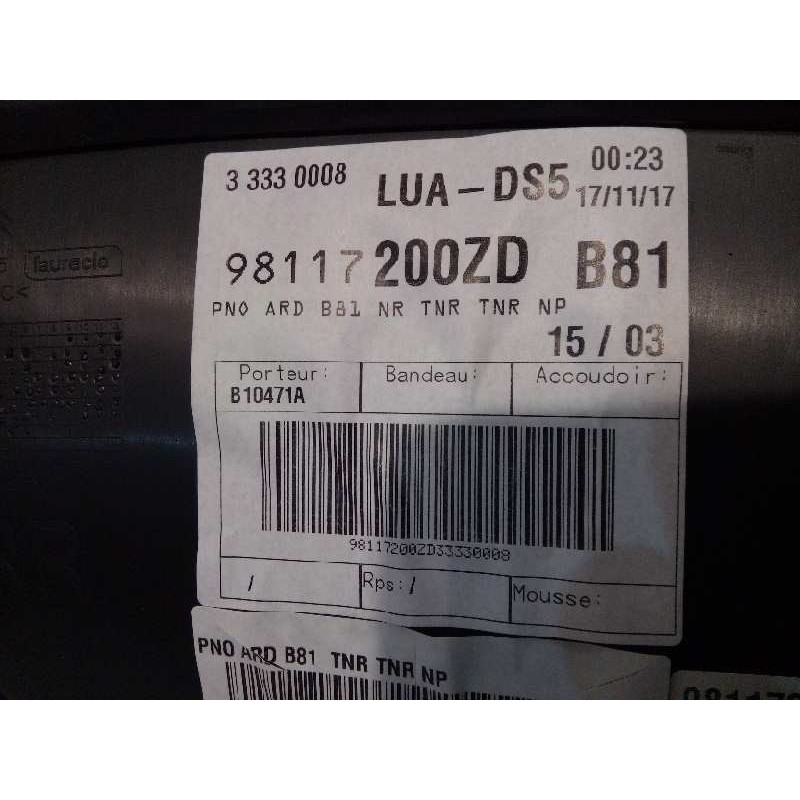 3 333 0008 LUA-DS5 00:23
17/11/17
98117200ZD B81
PNO ARD B81 NR TNR TNR NP
15 / 03
Porteur: Bandeau: Accoudoir:
B10471A
98117200ZD33330008
/ Rps:/ Mousse:
PNO ARD B81 TNR TNR NP
faurecia